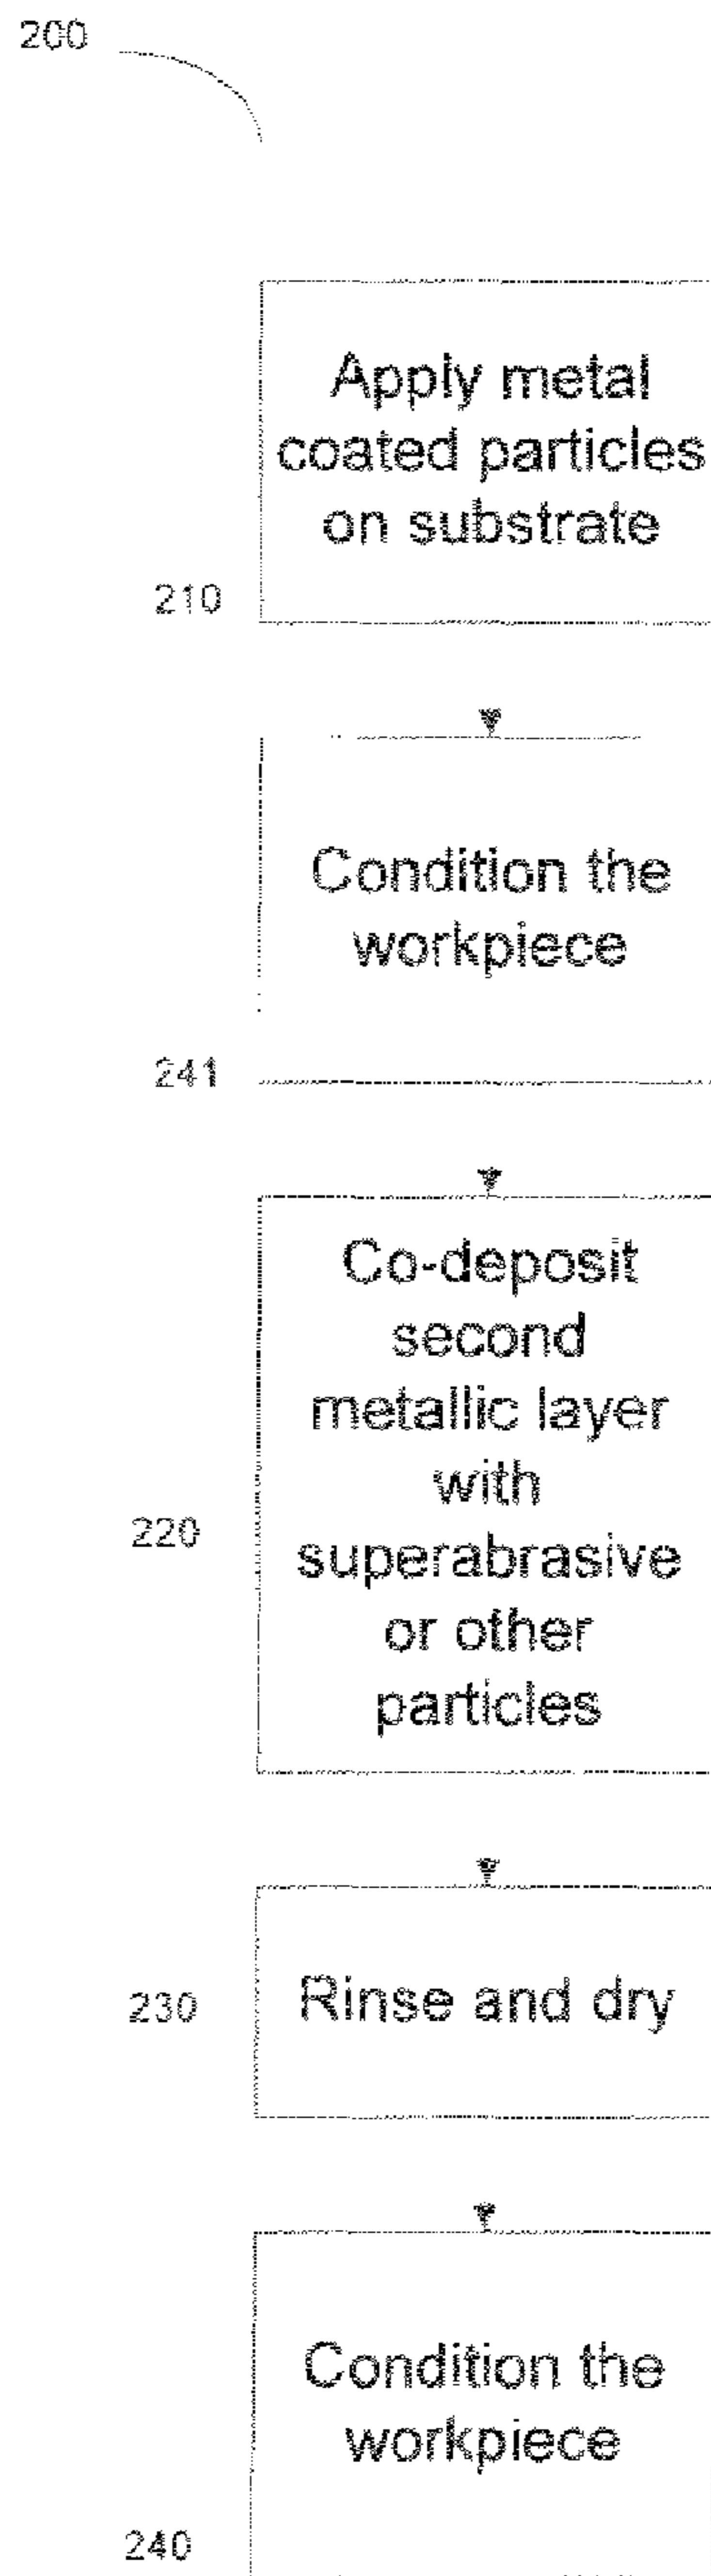 200
Apply metal
coated particles
on substrate
210
Condition the
workpiece
241
Co-deposit
second
metallic layer
with
220
superabrasive
or other
particles
230
Rinse and dry
Condition the
workpiece
240